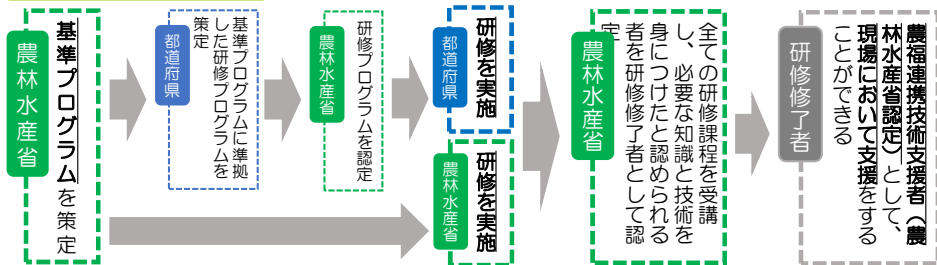 農林水産省
基準プログラムを策定
都道府県
基準プログラムに準拠
した研修プログラムを
策定
農林水産省
研修プログラムを認定
都道府県
研修を実施
農林水産省
研修を実施
農林水産省
全ての研修課程を受講
し、必要な知識と技術を
身につけたと認められる
者を研修修了者として認
定
研修修了者
農福連携技術支援者（農
林水産省認定）として、
現場において支援をする
ことができる